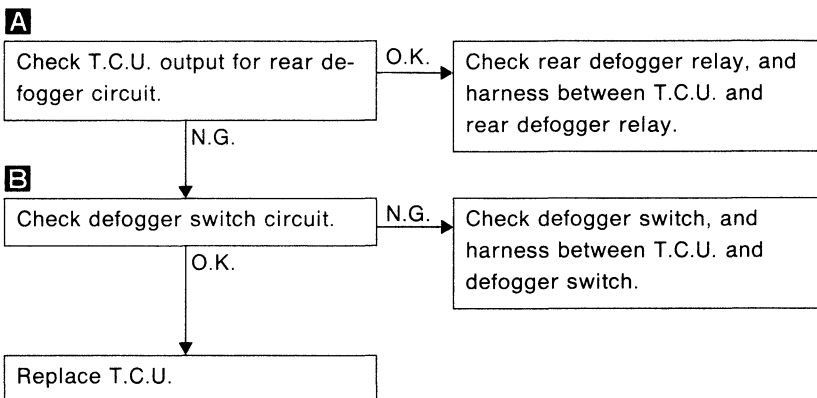 A
Check T.C.U. output for rear de-
fogger circuit.
O.K.
Check rear defogger relay, and
harness between T.C.U. and
rear defogger relay.
N.G.
B
Check defogger switch circuit.
N.G.
Check defogger switch, and
harness between T.C.U. and
defogger switch.
O.K.
Replace T.C.U.